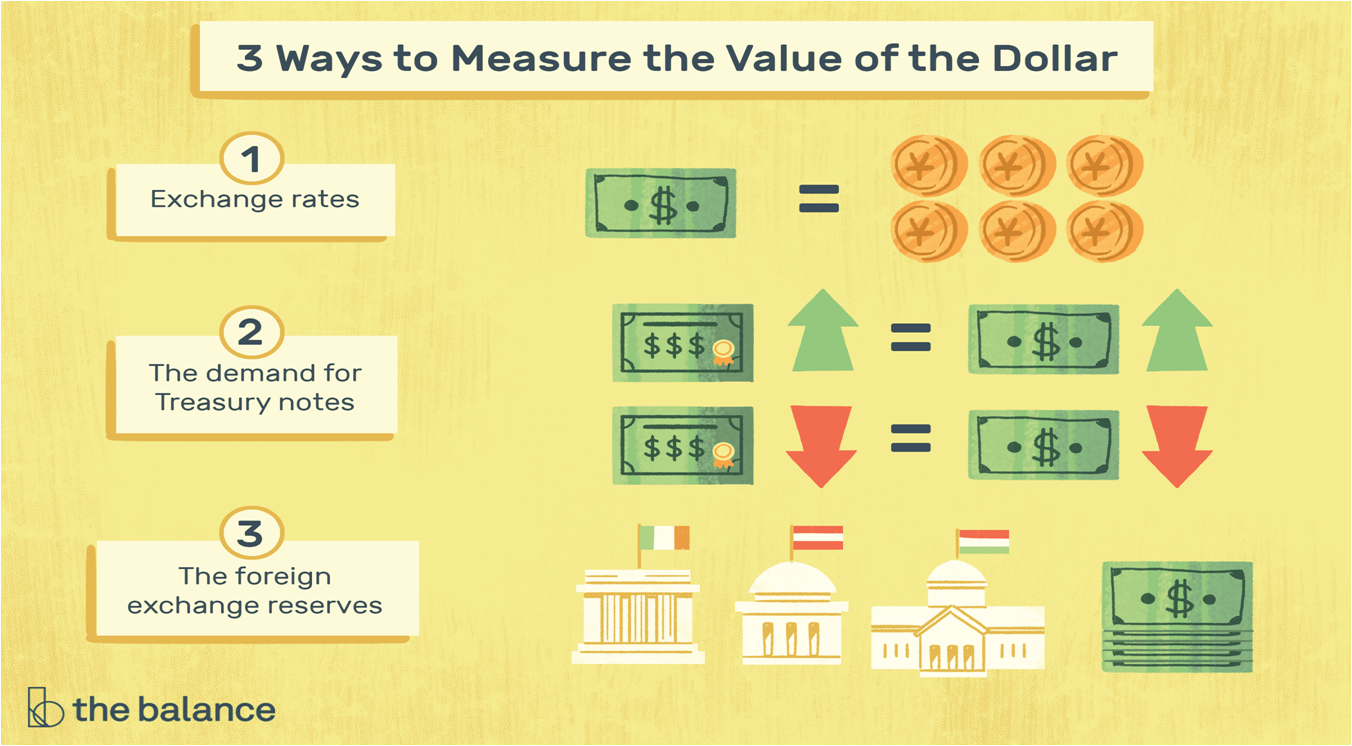 3 Ways to Measure the Value of the Dollar
1
Exchange rates
$ = ¥ ¥ ¥
¥ ¥ ¥
2
The demand for
Treasury notes
$$$ = $
$$$ = $
3
The foreign
exchange reserves
$
the balance